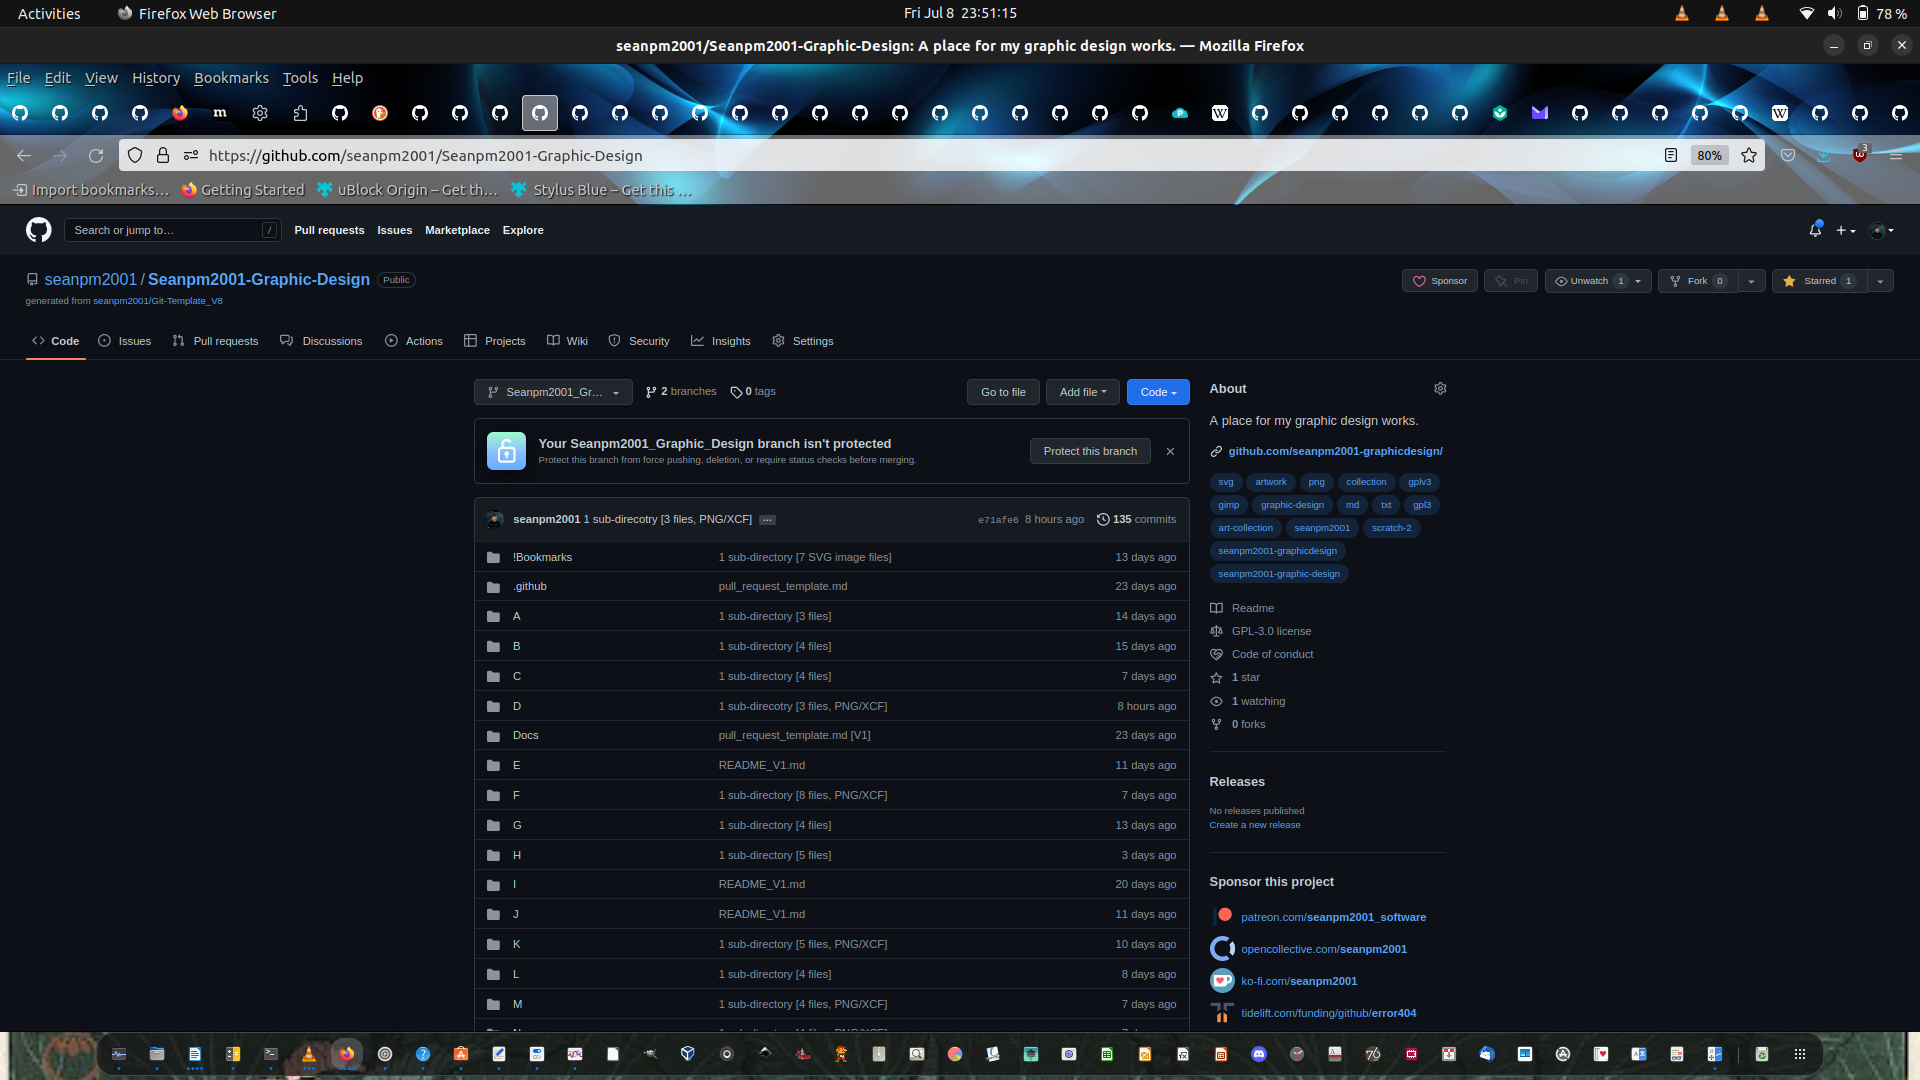 Activities
Firefox Web Browser
Fri Jul 8 23:51:15
78 %
seanpm2001/Seanpm2001-Graphic-Design: A place for my graphic design works. — Mozilla Firefox
File Edit View History Bookmarks Tools Help
https://github.com/seanpm2001/Seanpm2001-Graphic-Design
80%
3
Import bookmarks…
Getting Started
uBlock Origin – Get th…
Stylus Blue – Get this …
Search or jump to…
/
Pull requests
Issues
Marketplace
Explore
seanpm2001 / Seanpm2001-Graphic-Design
Public
generated from seanpm2001/Git-Template_V8
Sponsor
Pin
Unwatch 1
Fork 0
Starred 1
Code
Issues
Pull requests
Discussions
Actions
Projects
Wiki
Security
Insights
Settings
Seanpm2001_Gr…
2 branches
0 tags
Go to file
Add file
Code
Your Seanpm2001_Graphic_Design branch isn't protected
Protect this branch from force pushing, deletion, or require status checks before merging.
Protect this branch
seanpm2001 1 sub-direcotry [3 files, PNG/XCF] …
e71afe6 8 hours ago
135 commits
!Bookmarks 1 sub-directory [7 SVG image files] 13 days ago
.github pull_request_template.md 23 days ago
A 1 sub-directory [3 files] 14 days ago
B 1 sub-directory [4 files] 15 days ago
C 1 sub-directory [4 files] 7 days ago
D 1 sub-direcotry [3 files, PNG/XCF] 8 hours ago
Docs pull_request_template.md [V1] 23 days ago
E README_V1.md 11 days ago
F 1 sub-directory [8 files, PNG/XCF] 7 days ago
G 1 sub-directory [4 files] 13 days ago
H 1 sub-directory [5 files] 3 days ago
I README_V1.md 20 days ago
J README_V1.md 11 days ago
K 1 sub-directory [5 files, PNG/XCF] 10 days ago
L 1 sub-directory [4 files] 8 days ago
M 1 sub-directory [4 files, PNG/XCF] 7 days ago
About
A place for my graphic design works.
github.com/seanpm2001-graphicdesign/
svg artwork png collection gplv3
gimp graphic-design md txt gpl3
art-collection seanpm2001 scratch-2
seanpm2001-graphicdesign
seanpm2001-graphic-design
Readme
GPL-3.0 license
Code of conduct
1 star
1 watching
0 forks
Releases
No releases published
Create a new release
Sponsor this project
patreon.com/seanpm2001_software
opencollective.com/seanpm2001
ko-fi.com/seanpm2001
tidelift.com/funding/github/error404